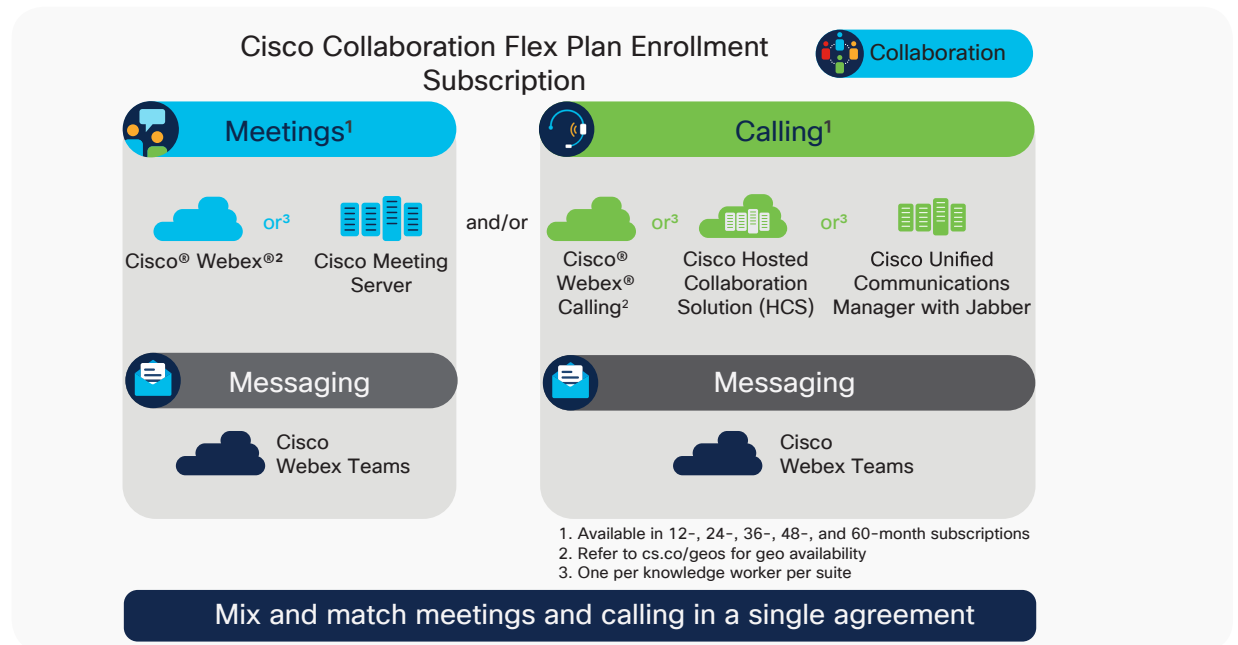 Cisco Collaboration Flex Plan Enrollment
Subscription
Collaboration
Meetings¹
Calling¹
or³
Cisco® Webex®²
Cisco Meeting
Server
and/or
or³
or³
Cisco®
Webex®
Calling²
Cisco Hosted
Collaboration
Solution (HCS)
Cisco Unified
Communications
Manager with Jabber
Messaging
Cisco
Webex Teams
Messaging
Cisco
Webex Teams
1. Available in 12-, 24-, 36-, 48-, and 60-month subscriptions
2. Refer to cs.co/geos for geo availability
3. One per knowledge worker per suite
Mix and match meetings and calling in a single agreement